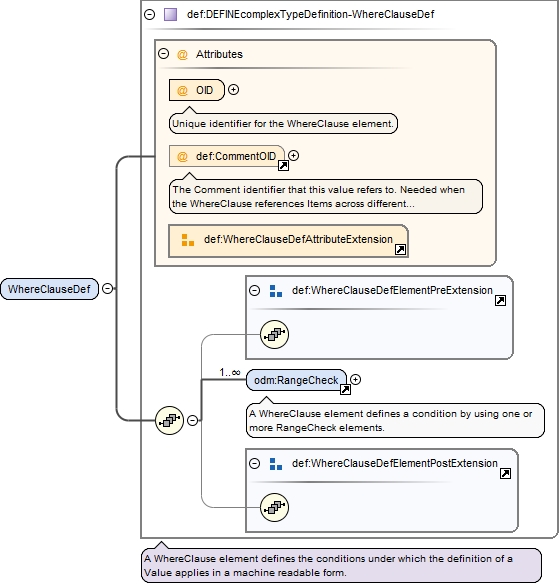 def:DEFINEcomplexTypeDefinition-WhereClauseDef
@ Attributes
@ OID
Unique identifier for the WhereClause element.
@ def:CommentOID
The Comment identifier that this value refers to. Needed when
the WhereClause references Items across different...
def:WhereClauseDefAttributeExtension
WhereClauseDef
def:WhereClauseDefElementPreExtension
1..∞
odm:RangeCheck
A WhereClause element defines a condition by using one or
more RangeCheck elements.
def:WhereClauseDefElementPostExtension
A WhereClause element defines the conditions under which the definition of a
Value applies in a machine readable form.